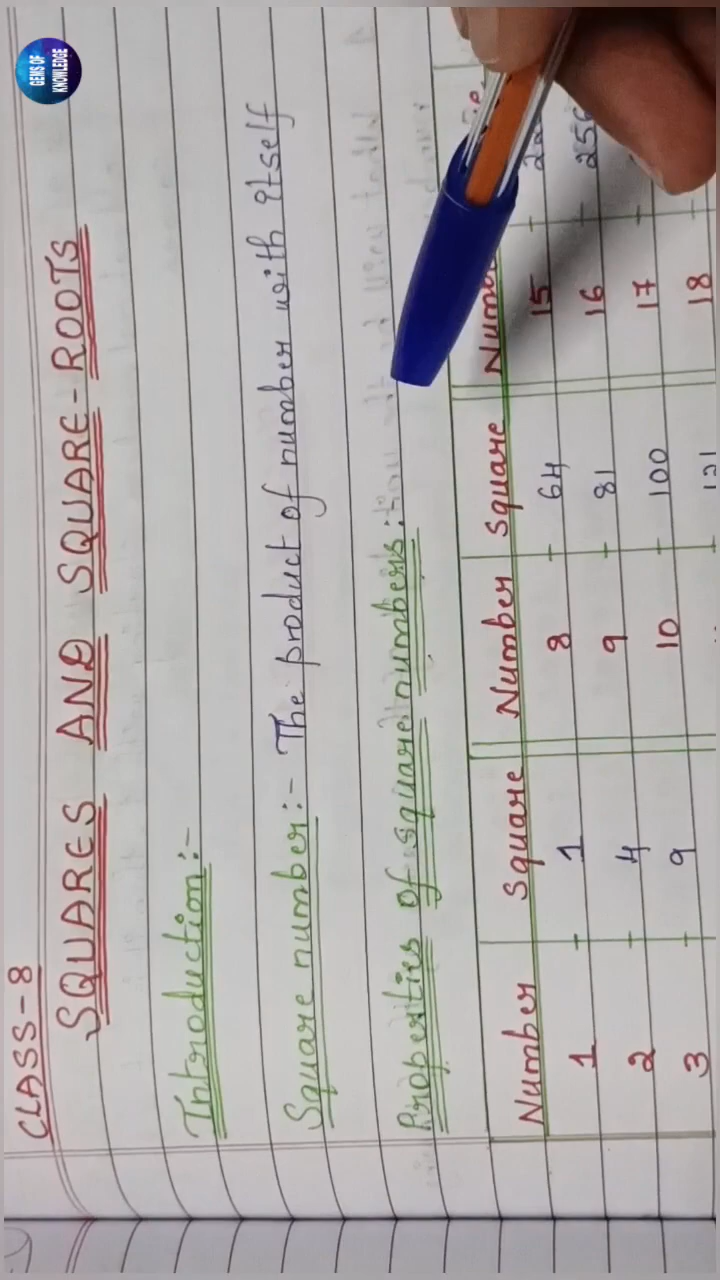 GEMS OF
KNOWLEDGE
CLASS-8
SQUARES AND SQUARE-ROOTS
Introduction:-
Square number:- The product of number with itself
Properties of square numbers:
Number Square Number Square
1 1 8 64 15
2 4 9 81 16 256
3 9 10 100 17
121 18